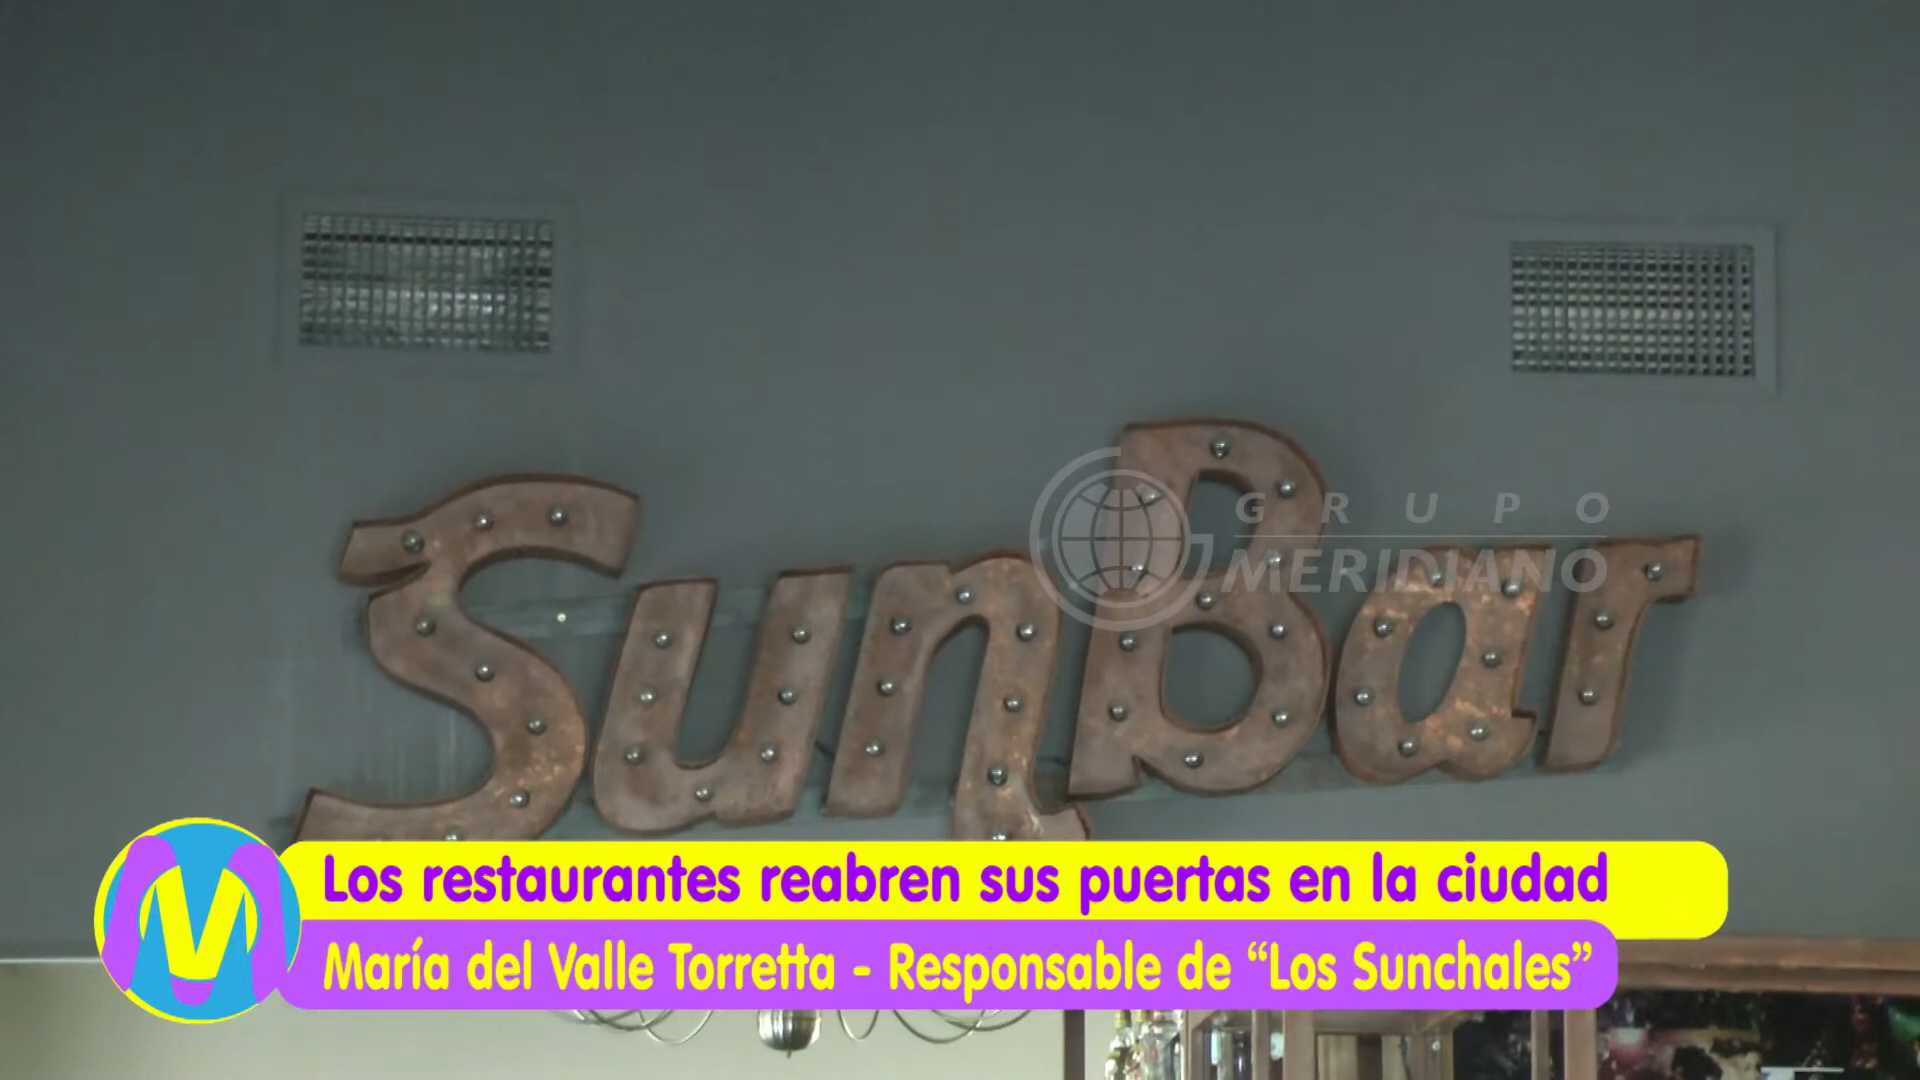 SunBar
GRUPO
MERIDIANO
Los restaurantes reabren sus puertas en la ciudad
María del Valle Torretta - Responsable de “Los Sunchales”